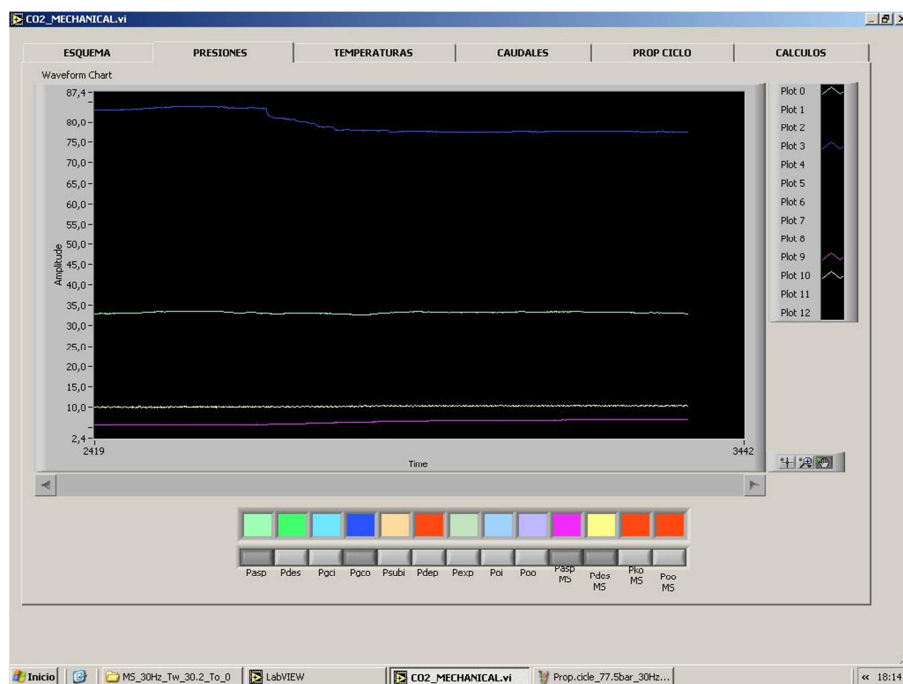 CO2_MECHANICAL.vi
ESQUEMA PRESIONES TEMPERATURAS CAUDALES PROP CICLO CALCULOS
Waveform Chart
87,4
80,0
75,0
70,0
65,0
60,0
55,0
50,0
45,0
40,0
35,0
30,0
25,0
20,0
15,0
10,0
2,4
Amplitude
2419 3442
Time
Plot 0
Plot 1
Plot 2
Plot 3
Plot 4
Plot 5
Plot 6
Plot 7
Plot 8
Plot 9
Plot 10
Plot 11
Plot 12
Pasp Pdes Pgci Pgco Psubi Pdep Pexp Poi Poo Pasp MS Pdes MS Pko MS Poo MS
Inicio MS_30Hz_Tw_30.2_To_0 LabVIEW CO2_MECHANICAL.vi Prop.cicle_77.5bar_30Hz... « 18:14